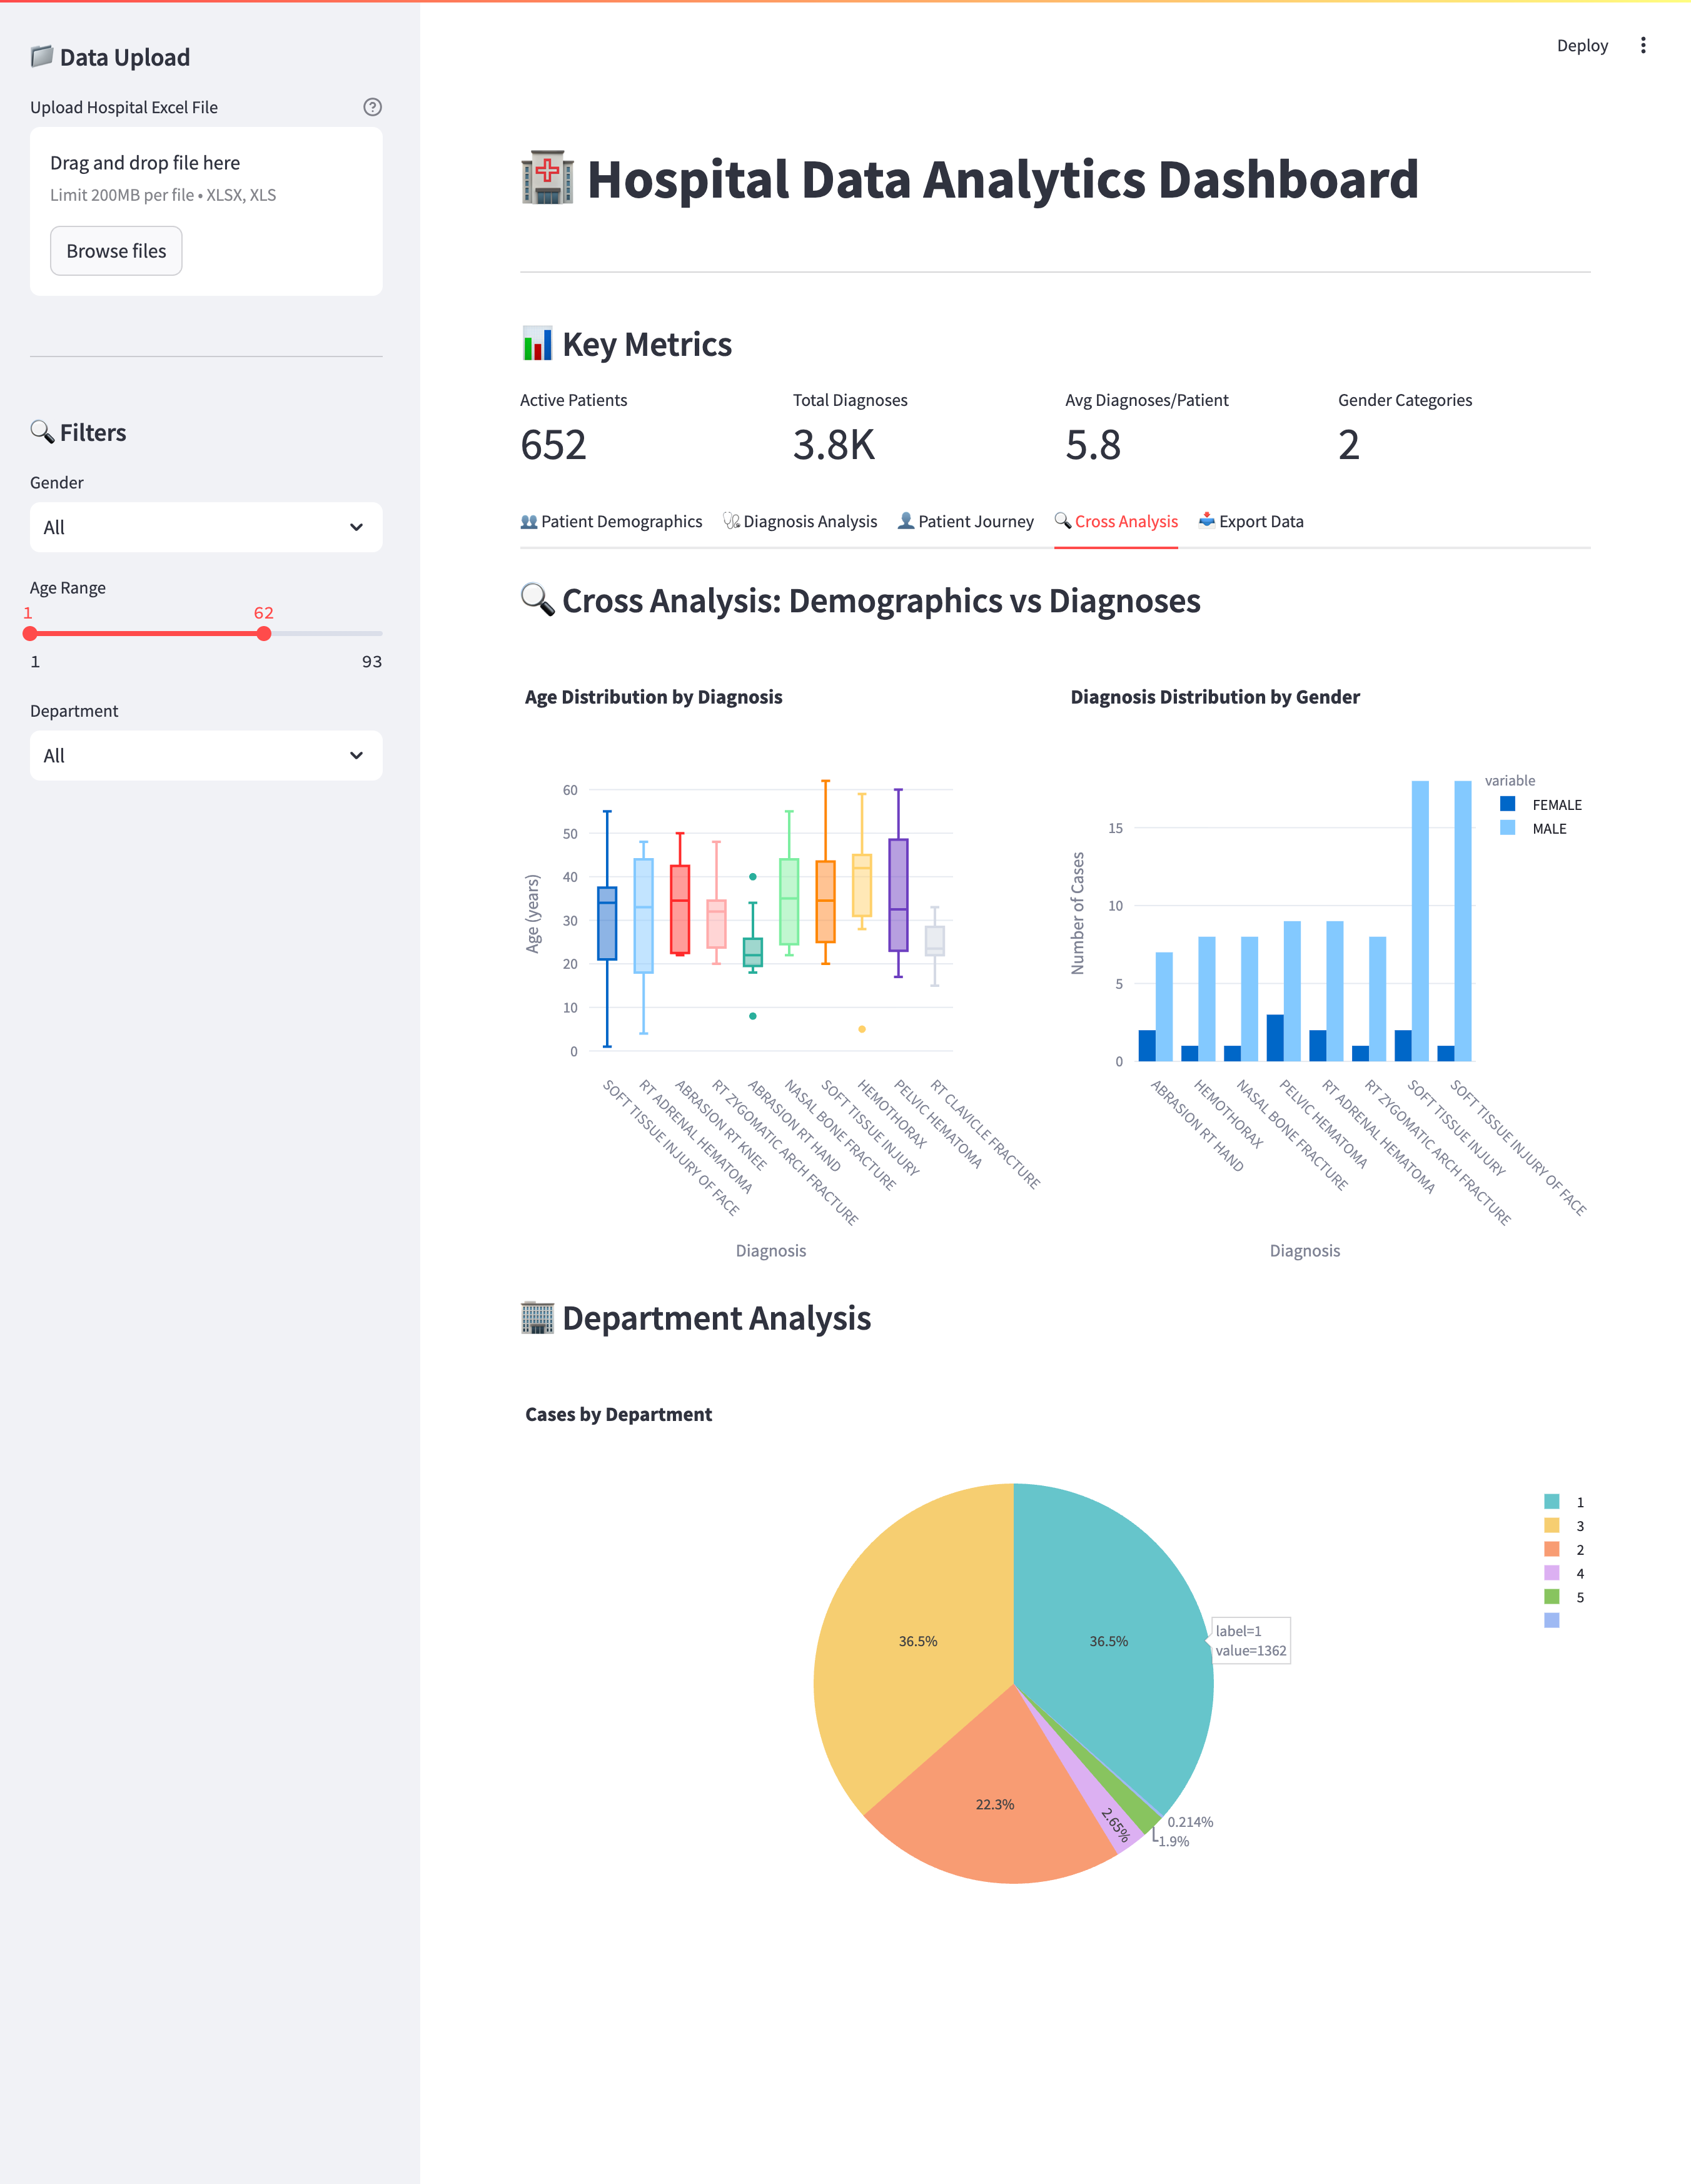 Data Upload
Upload Hospital Excel File
Drag and drop file here
Limit 200MB per file • XLSX, XLS
Browse files
Filters
Gender
All
Age Range
1 62
1 93
Department
All
Deploy
Hospital Data Analytics Dashboard
Key Metrics
Active Patients
652
Total Diagnoses
3.8K
Avg Diagnoses/Patient
5.8
Gender Categories
2
Patient Demographics
Diagnosis Analysis
Patient Journey
Cross Analysis
Export Data
Cross Analysis: Demographics vs Diagnoses
Age Distribution by Diagnosis
60
50
40
30
20
10
0
Age (years)
SOFT TISSUE INJURY OF FACE
RT ADRENAL HEMATOMA
ABRASION RT KNEE
RT ZYGOMATIC ARCH FRACTURE
ABRASION RT HAND
NASAL BONE FRACTURE
SOFT TISSUE INJURY
HEMOTHORAX
PELVIC HEMATOMA
RT CLAVICLE FRACTURE
Diagnosis
Diagnosis Distribution by Gender
variable
FEMALE
MALE
15
10
5
0
Number of Cases
ABRASION RT HAND
HEMOTHORAX
NASAL BONE FRACTURE
PELVIC HEMATOMA
RT ADRENAL HEMATOMA
RT ZYGOMATIC ARCH FRACTURE
SOFT TISSUE INJURY
SOFT TISSUE INJURY OF FACE
Diagnosis
Department Analysis
Cases by Department
36.5%
36.5%
22.3%
2.65%
0.214%
1.9%
label=1
value=1362
1
3
2
4
5